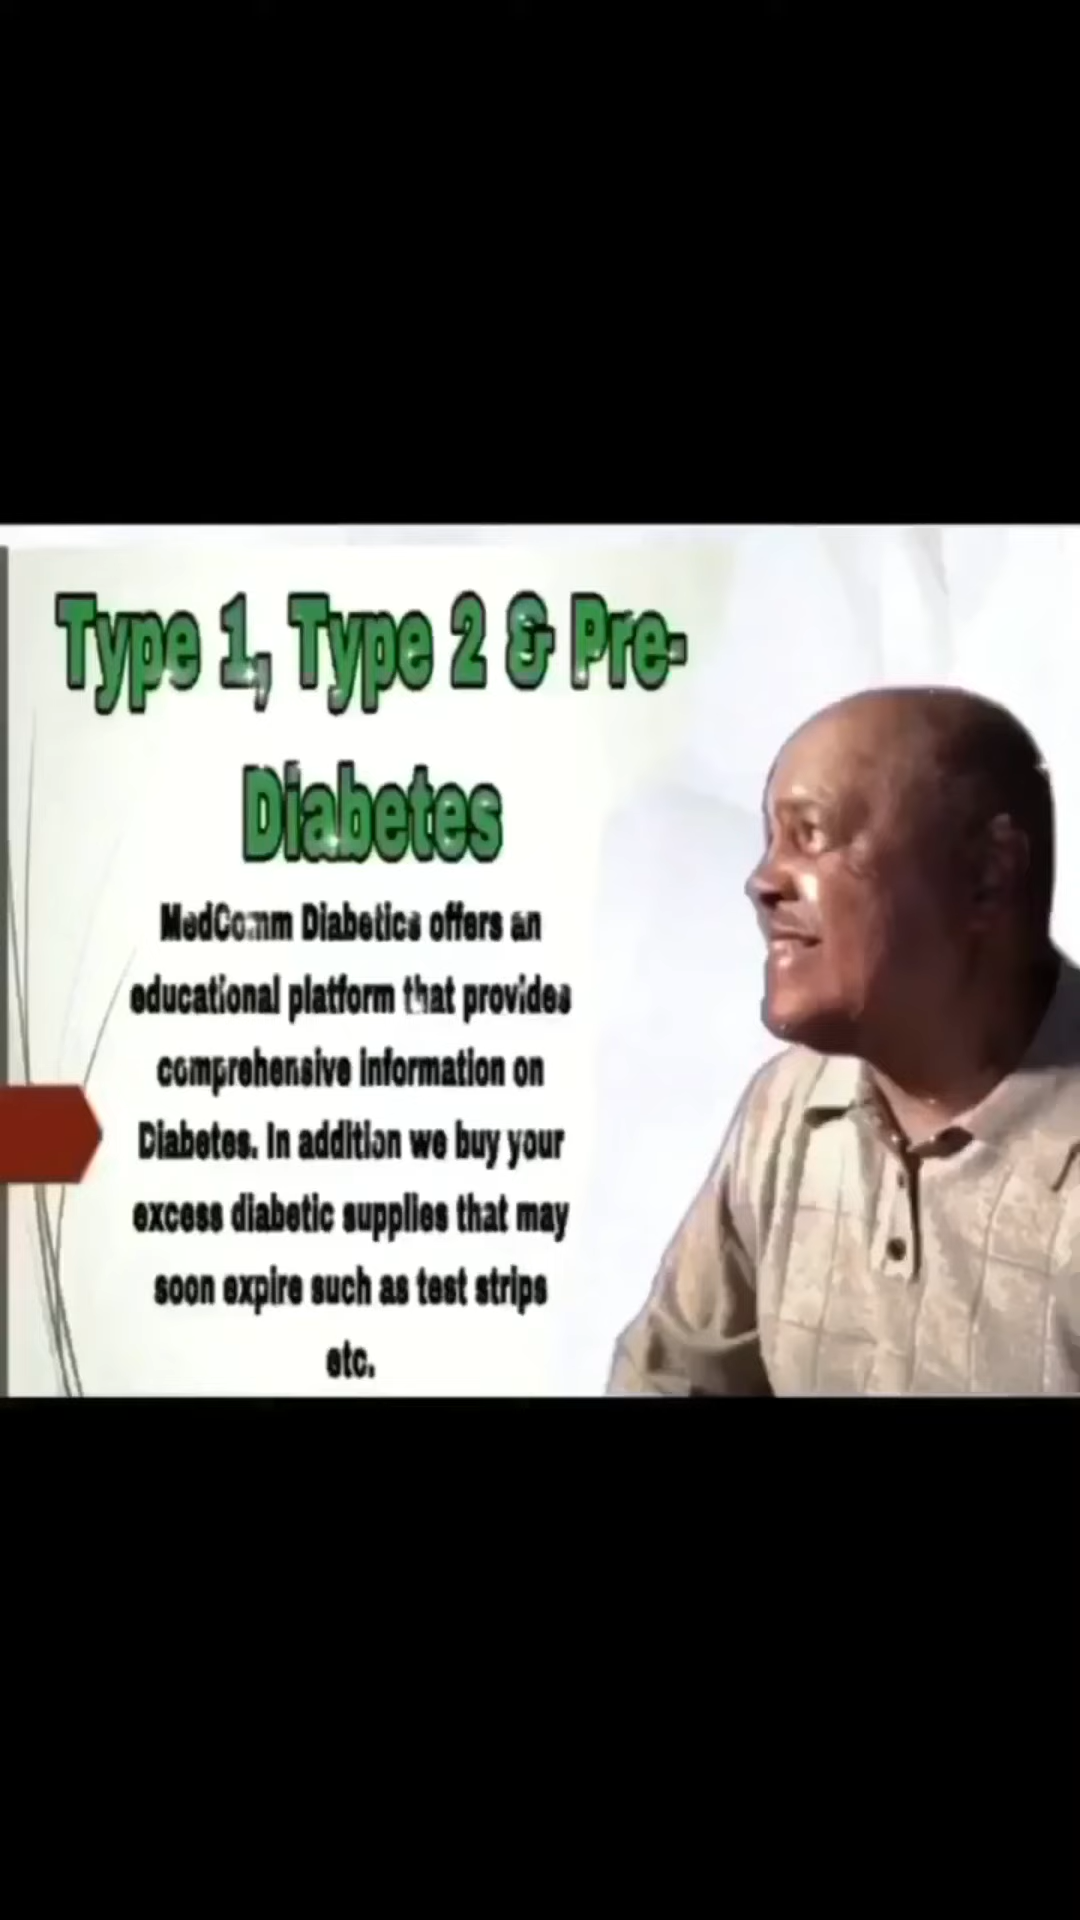 Type 1, Type 2 & Pre-
Diabetes
MedComm Diabetics offers an
educational platform that provides
comprehensive information on
Diabetes. In addition we buy your
excess diabetic supplies that may
soon expire such as test strips
etc.